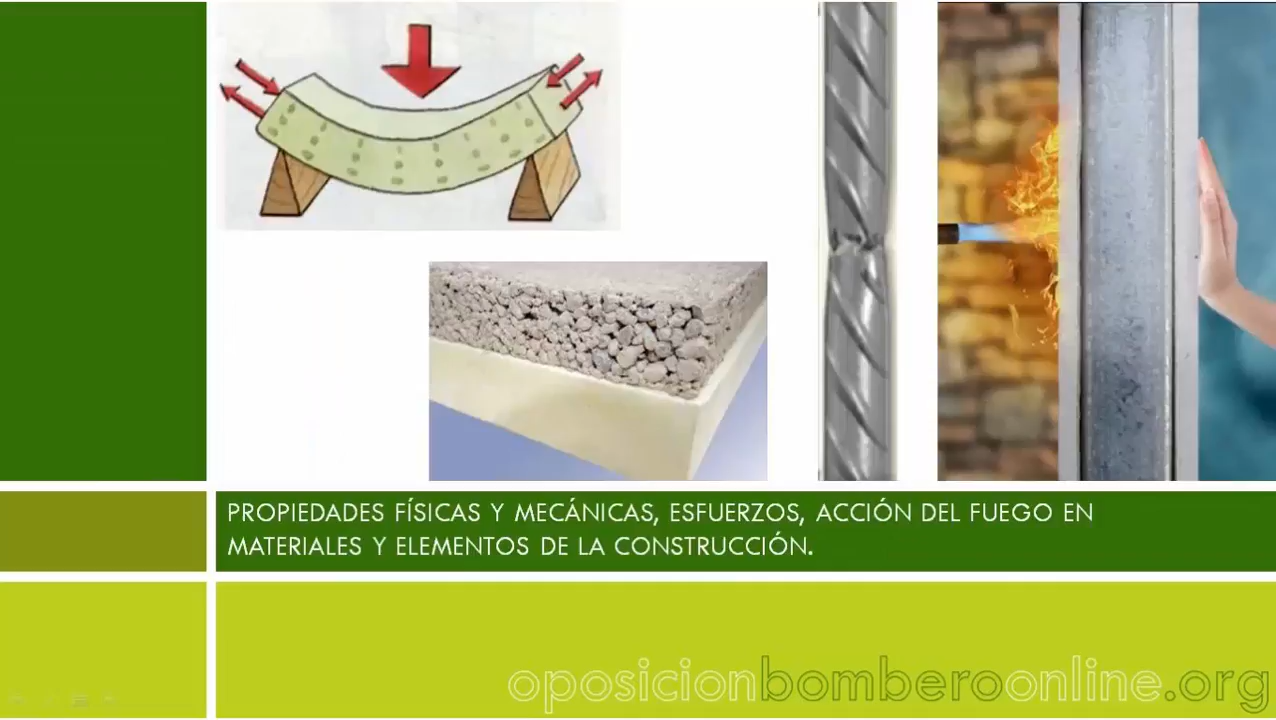 PROPIEDADES FÍSICAS Y MECÁNICAS, ESFUERZOS, ACCIÓN DEL FUEGO EN
MATERIALES Y ELEMENTOS DE LA CONSTRUCCIÓN.
oposicionbomberoonline.org